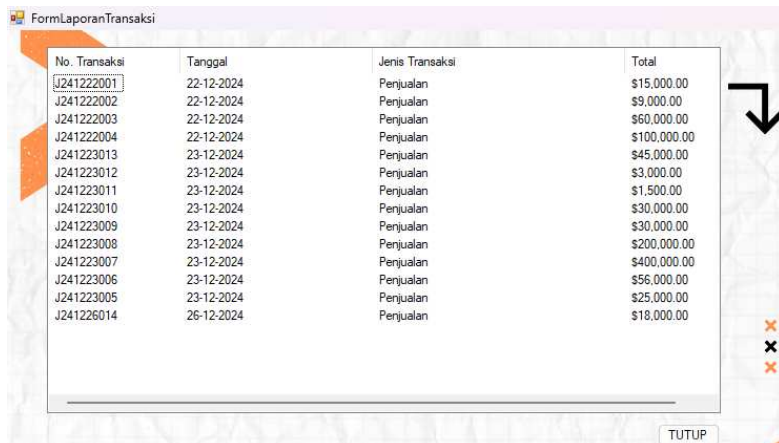 FormLaporanTransaksi
No. Transaksi Tanggal Jenis Transaksi Total
J241222001 22-12-2024 Penjualan $15,000.00
J241222002 22-12-2024 Penjualan $9,000.00
J241222003 22-12-2024 Penjualan $60,000.00
J241222004 22-12-2024 Penjualan $100,000.00
J241223013 23-12-2024 Penjualan $45,000.00
J241223012 23-12-2024 Penjualan $3,000.00
J241223011 23-12-2024 Penjualan $1,500.00
J241223010 23-12-2024 Penjualan $30,000.00
J241223009 23-12-2024 Penjualan $30,000.00
J241223008 23-12-2024 Penjualan $200,000.00
J241223007 23-12-2024 Penjualan $400,000.00
J241223006 23-12-2024 Penjualan $56,000.00
J241223005 23-12-2024 Penjualan $25,000.00
J241226014 26-12-2024 Penjualan $18,000.00
TUTUP